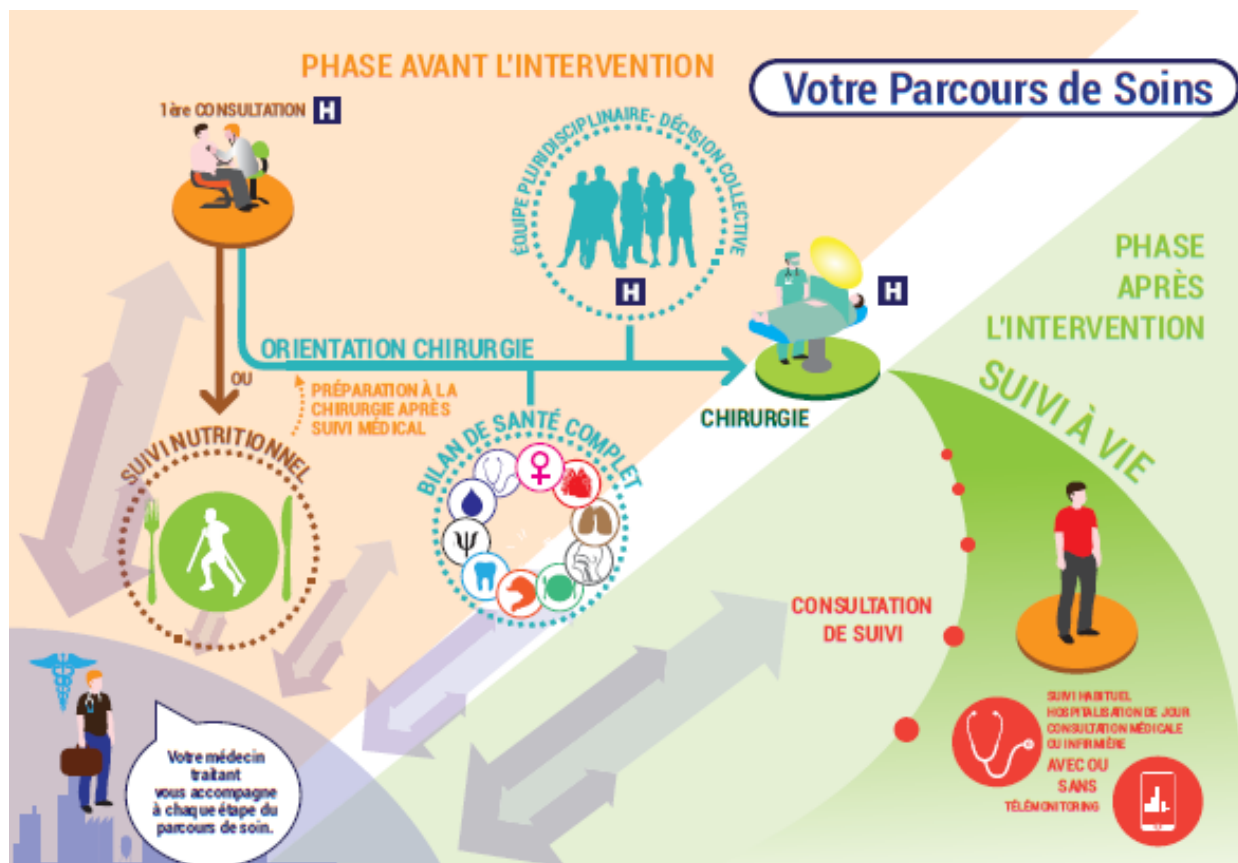 PHASE AVANT L'INTERVENTION
Votre Parcours de Soins
1ère CONSULTATION H
ÉQUIPE PLURIDISCIPLINAIRE- DÉCISION COLLECTIVE
H
H
PHASE
APRÈS
L'INTERVENTION
ORIENTATION CHIRURGIE
OU
PRÉPARATION À LA
CHIRURGIE APRÈS
SUIVI MÉDICAL
CHIRURGIE
SUIVI À VIE
SUIVI NUTRITIONNEL
BILAN DE SANTÉ COMPLET
Ψ
CONSULTATION
DE SUIVI
SUIVI HABITUEL
HOSPITALISATION DE JOUR
CONSULTATION MÉDICALE
OU INFIRMIÈRE
AVEC OU
SANS
TÉLÉMONITORING
Votre médecin
traitant
vous accompagne
à chaque étape du
parcours de soin.